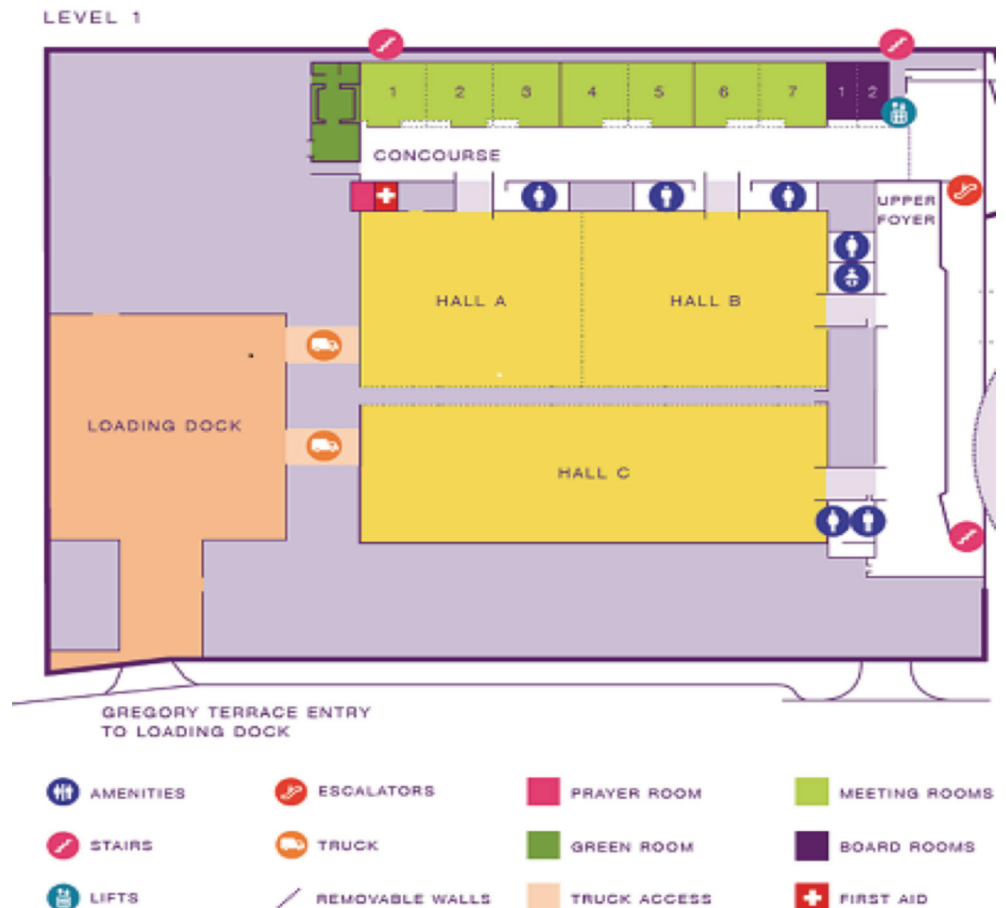 LEVEL 1
1 2 3 4 5 6 7 1 2
CONCOURSE
UPPER
FOYER
HALL A HALL B
LOADING DOCK
HALL C
GREGORY TERRACE ENTRY
TO LOADING DOCK
AMENITIES ESCALATORS PRAYER ROOM MEETING ROOMS
STAIRS TRUCK GREEN ROOM BOARD ROOMS
LIFTS REMOVABLE WALLS TRUCK ACCESS FIRST AID